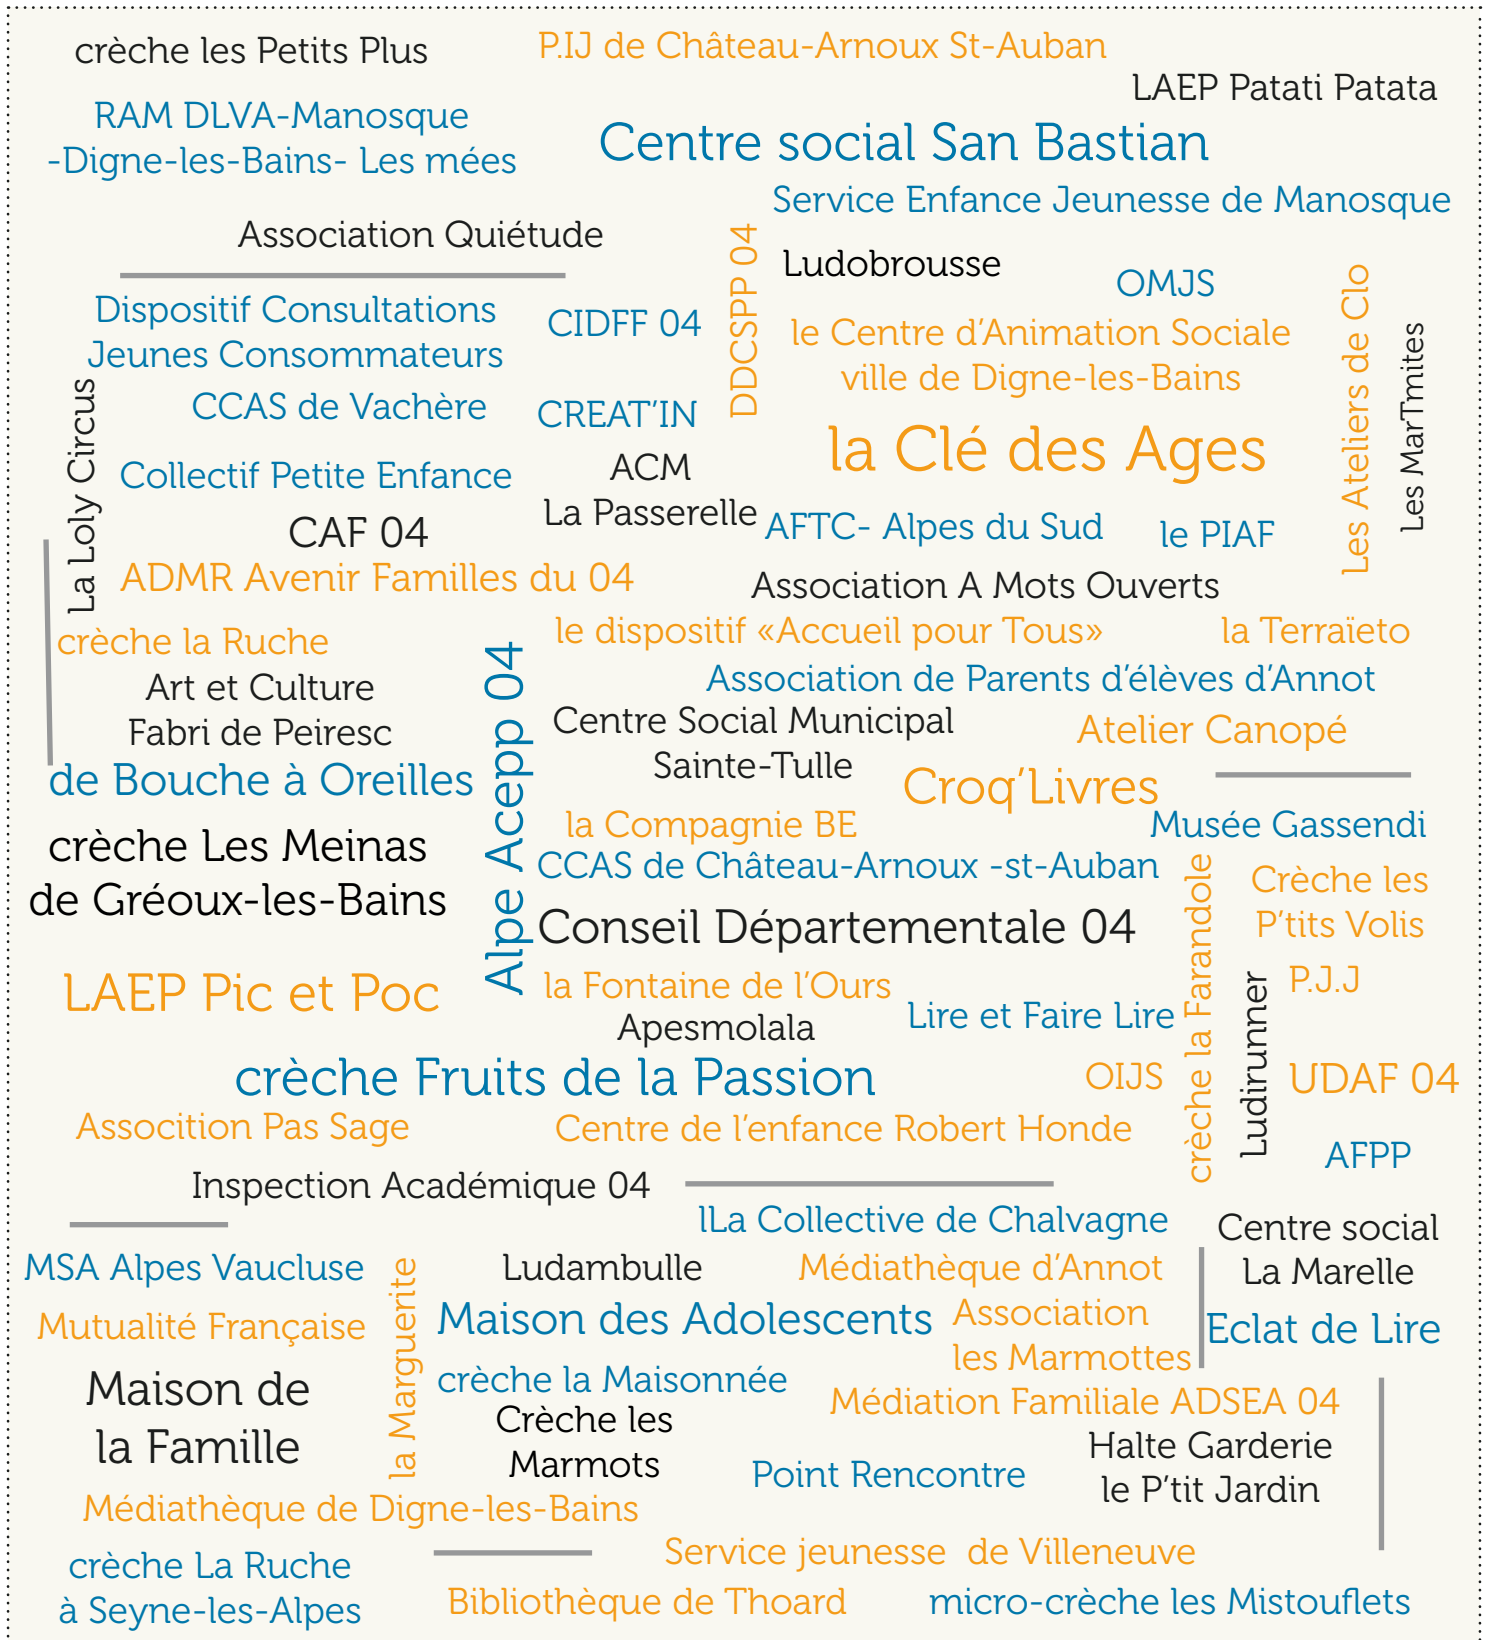 crèche les Petits Plus
P.IJ de Château-Arnoux St-Auban
LAEP Patati Patata
RAM DLVA-Manosque
-Digne-les-Bains- Les mées
Centre social San Bastian
Service Enfance Jeunesse de Manosque
Association Quiétude
DDCSPP 04
Ludobrousse
OMJS
Les Ateliers de Clo
Les MarTmites
Dispositif Consultations
Jeunes Consommateurs
CIDFF 04
le Centre d'Animation Sociale
ville de Digne-les-Bains
La Loly Circus
CCAS de Vachère
CREAT'IN
la Clé des Ages
Collectif Petite Enfance
ACM
La Passerelle
CAF 04
AFTC- Alpes du Sud
le PIAF
ADMR Avenir Familles du 04
Association A Mots Ouverts
crèche la Ruche
le dispositif «Accueil pour Tous»
la Terraïeto
Alpe Acepp 04
Art et Culture
Fabri de Peiresc
Association de Parents d'élèves d'Annot
Centre Social Municipal
Sainte-Tulle
Atelier Canopé
de Bouche à Oreilles
Croq'Livres
la Compagnie BE
Musée Gassendi
crèche Les Meinas
de Gréoux-les-Bains
CCAS de Château-Arnoux -st-Auban
crèche la Farandole
Crèche les
P'tits Volis
Conseil Départementale 04
LAEP Pic et Poc
la Fontaine de l'Ours
P.J.J
Ludirunner
Apesmolala
Lire et Faire Lire
crèche Fruits de la Passion
OIJS
UDAF 04
Assocition Pas Sage
Centre de l'enfance Robert Honde
AFPP
Inspection Académique 04
lLa Collective de Chalvagne
Centre social
La Marelle
MSA Alpes Vaucluse
la Marguerite
Ludambulle
Médiathèque d'Annot
Mutualité Française
Maison des Adolescents
Association
les Marmottes
Eclat de Lire
Maison de
la Famille
crèche la Maisonnée
Crèche les
Marmots
Médiation Familiale ADSEA 04
Halte Garderie
le P'tit Jardin
Point Rencontre
Médiathèque de Digne-les-Bains
Service jeunesse  de Villeneuve
crèche La Ruche
à Seyne-les-Alpes
Bibliothèque de Thoard
micro-crèche les Mistouflets